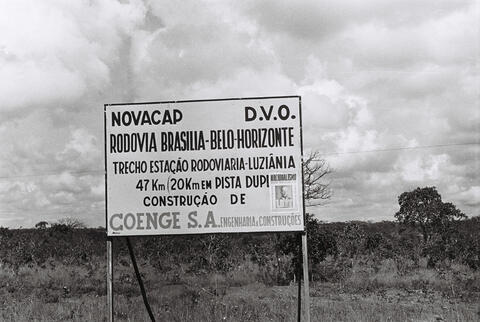 NOVACAP D.V.O.
RODOVIA BRASILIA-BELO-HORIZONTE
TRECHO ESTAÇÃO RODOVIARIA-LUZIÂNIA
47 Km/20Km EM PISTA DUPL
NACIONALISMO
CONSTRUÇÃO DE
COENGE S.A. ENGENHARIA E CONSTRUÇÕES